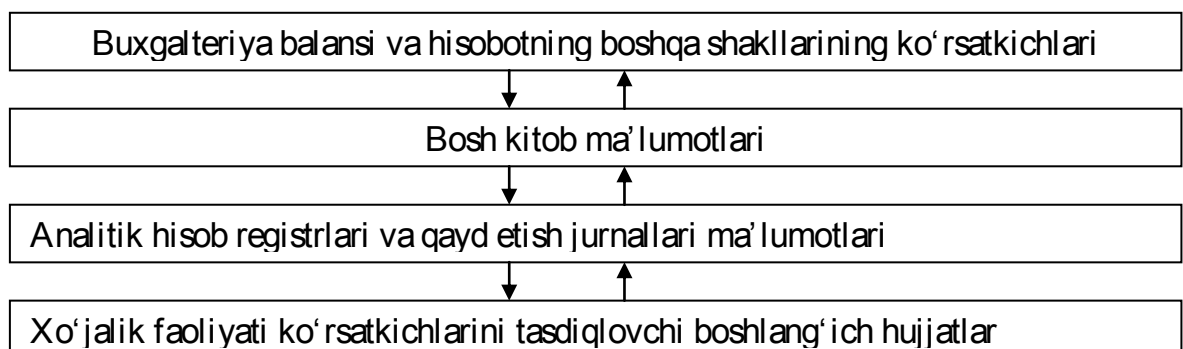 Buxgalteriya balansi va hisobotning boshqa shakllarining ko‘rsatkichlari
Bosh kitob ma’lumotlari
Analitik hisob registrlari va qayd etish jurnallari ma’lumotlari
Xo‘jalik faoliyati ko‘rsatkichlarini tasdiqlovchi boshlang‘ich hujjatlar